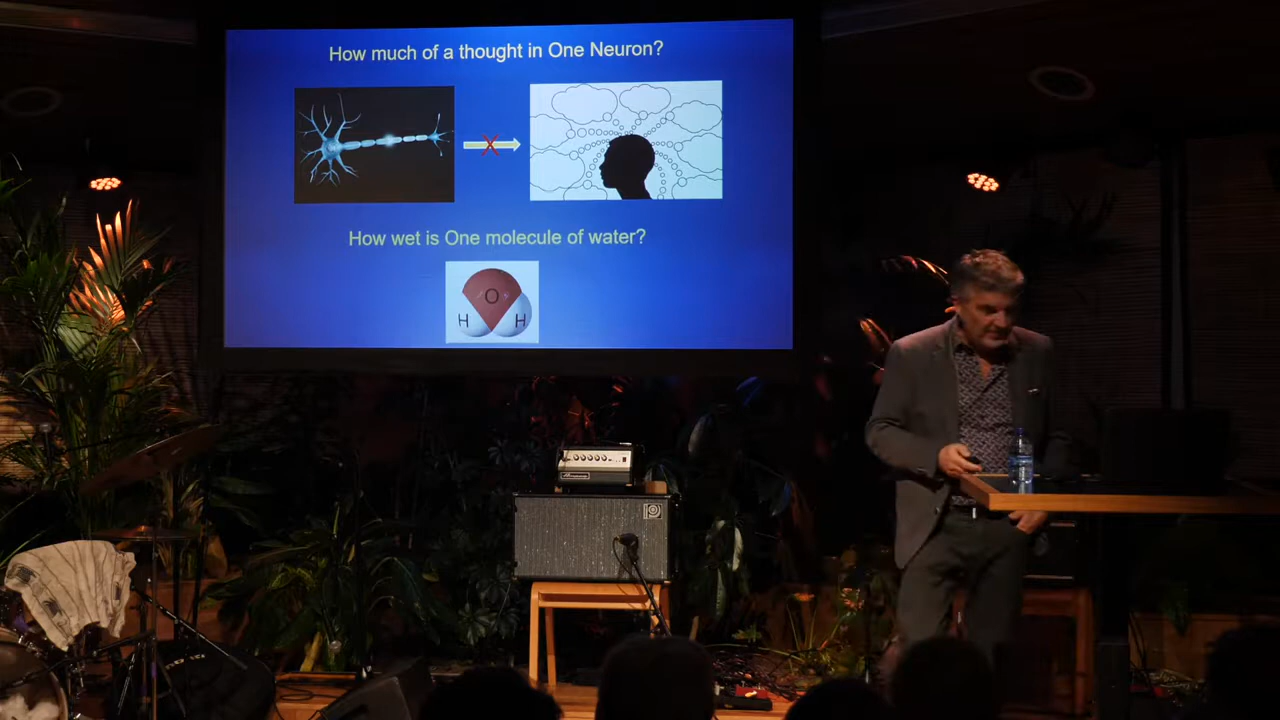 How much of a thought in One Neuron?
How wet is One molecule of water?
O
H
H